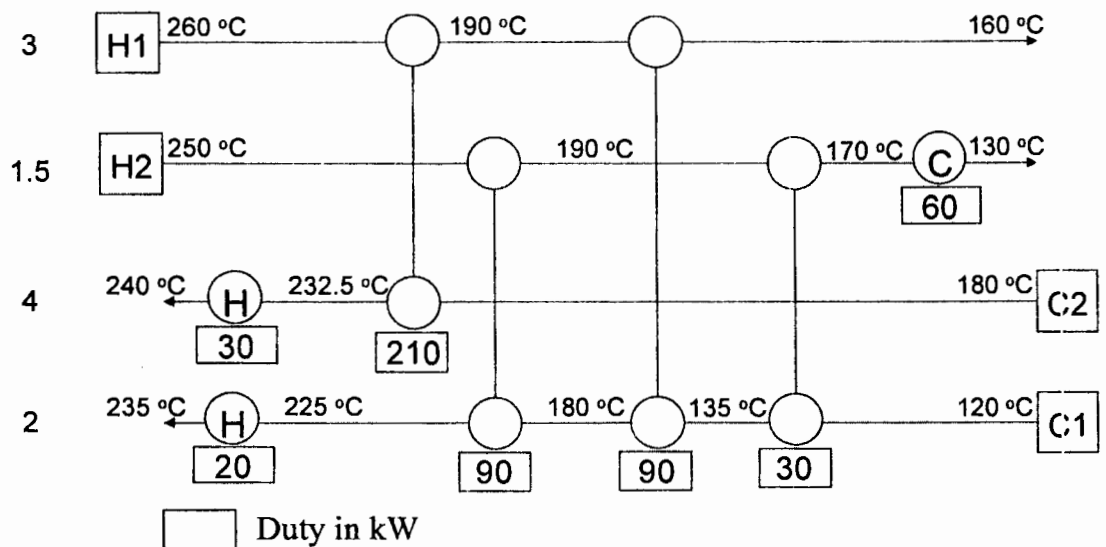 3 H1 260 °C 190 °C 160 °C
1.5 H2 250 °C 190 °C 170 °C C 130 °C
60
4 240 °C H 232.5 °C 180 °C C2
30 210
2 235 °C H 225 °C 180 °C 135 °C 120 °C C1
20 90 90 30
Duty in kW